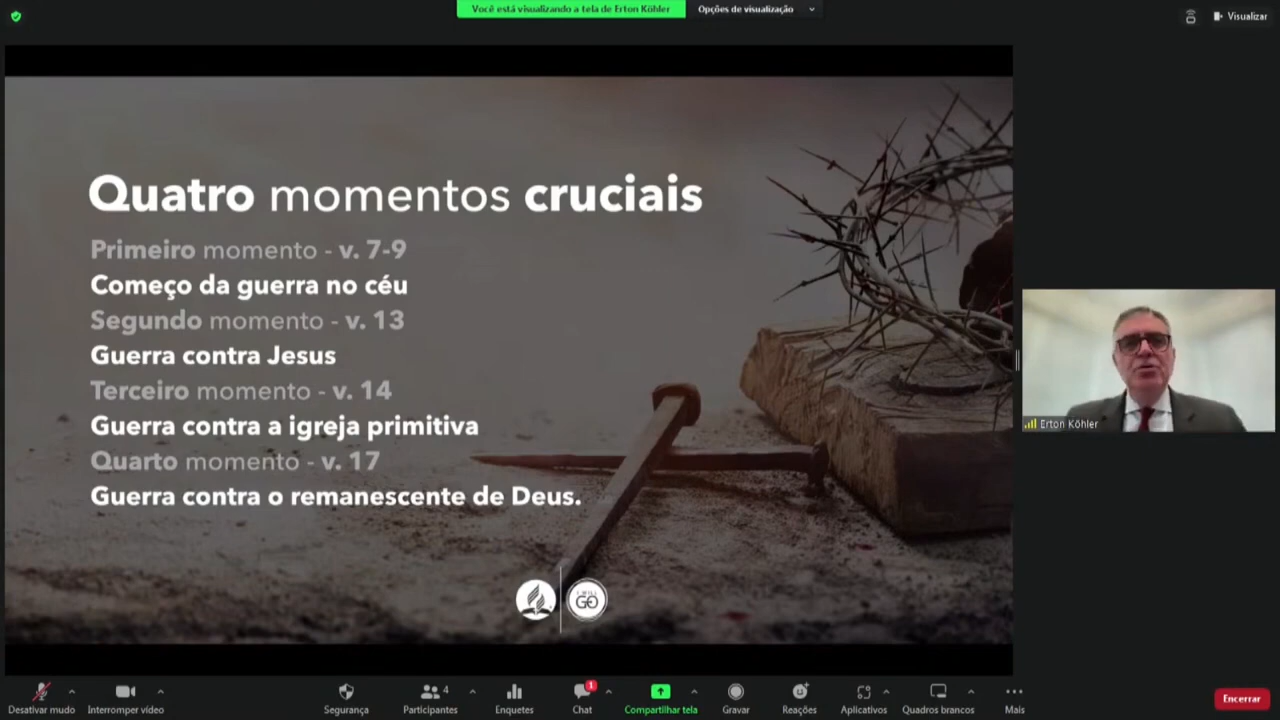 Você está visualizando a tela de Erton Köhler
Opções de visualização
Visualizar
Quatro momentos cruciais
Primeiro momento - v. 7-9
Começo da guerra no céu
Segundo momento - v. 13
Guerra contra Jesus
Terceiro momento - v. 14
Guerra contra a igreja primitiva
Quarto momento - v. 17
Guerra contra o remanescente de Deus.
I WILL
GO
Erton Köhler
Desativar mudo
Interromper vídeo
Segurança
Participantes
4
Enquetes
Chat
1
Compartilhar tela
Gravar
Reações
Aplicativos
Quadros brancos
Mais
Encerrar